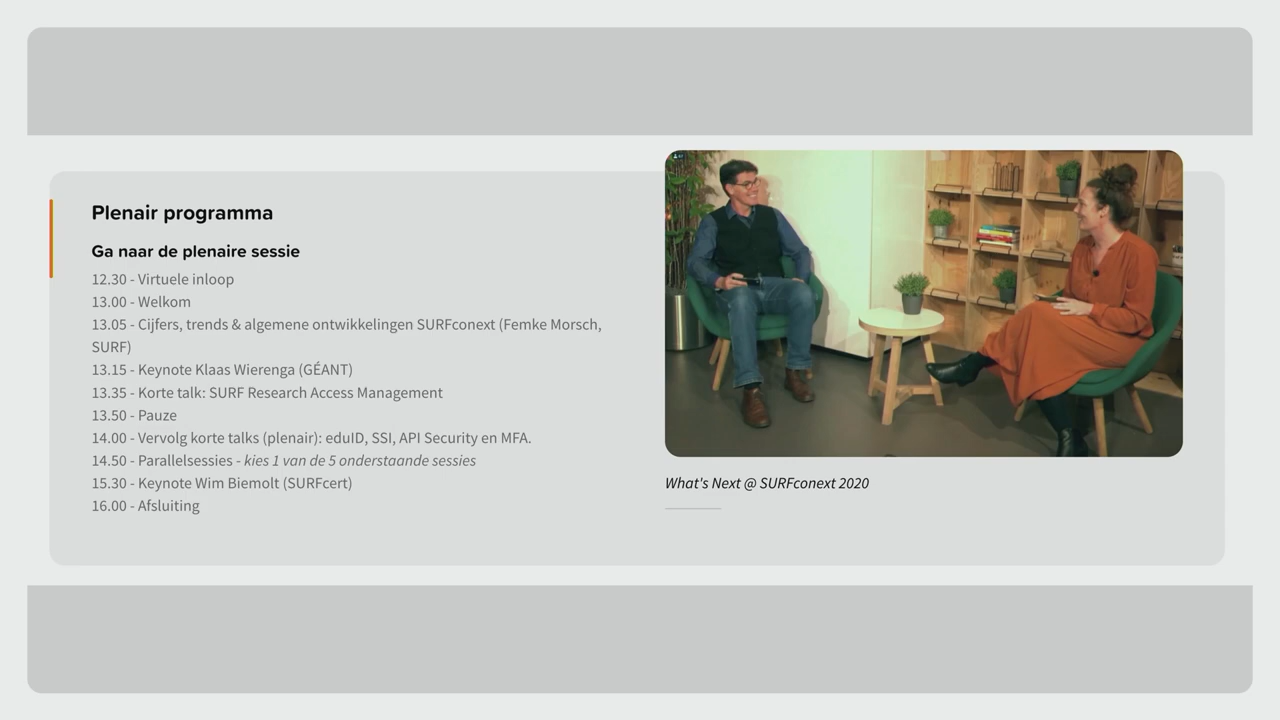 Plenair programma
Ga naar de plenaire sessie
12.30 - Virtuele inloop
13.00 - Welkom
13.05 - Cijfers, trends & algemene ontwikkelingen SURFconext (Femke Morsch,
SURF)
13.15 - Keynote Klaas Wierenga (GÉANT)
13.35 - Korte talk: SURF Research Access Management
13.50 - Pauze
14.00 - Vervolg korte talks (plenair): eduID, SSI, API Security en MFA.
14.50 - Parallelsessies - kies 1 van de 5 onderstaande sessies
15.30 - Keynote Wim Biemolt (SURFcert)
16.00 - Afsluiting
What's Next @ SURFconext 2020